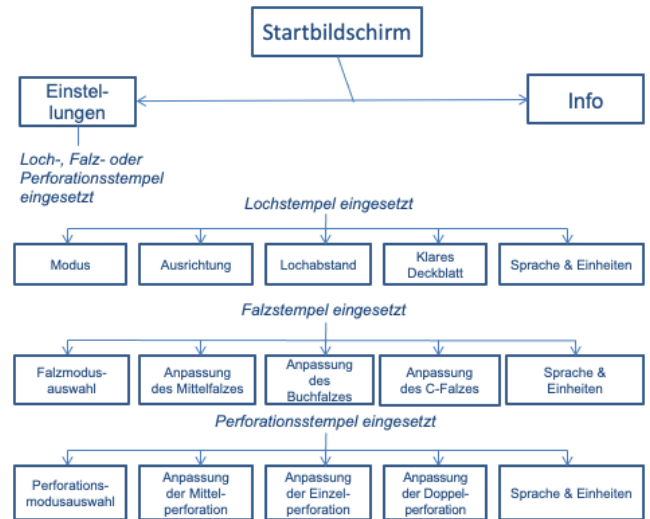 Startbildschirm
Einstel-
lungen
Info
Loch-, Falz- oder
Perforationsstempel
eingesetzt
Lochstempel eingesetzt
Modus
Ausrichtung
Lochabstand
Klares
Deckblatt
Sprache & Einheiten
Falzstempel eingesetzt
Falzmodus-
auswahl
Anpassung
des Mittelfalzes
Anpassung
des
Buchfalzes
Anpassung
des C-Falzes
Sprache &
Einheiten
Perforationsstempel eingesetzt
Perforations-
modusauswahl
Anpassung
der Mittel-
perforation
Anpassung
der Einzel-
perforation
Anpassung
der Doppel-
perforation
Sprache & Einheiten